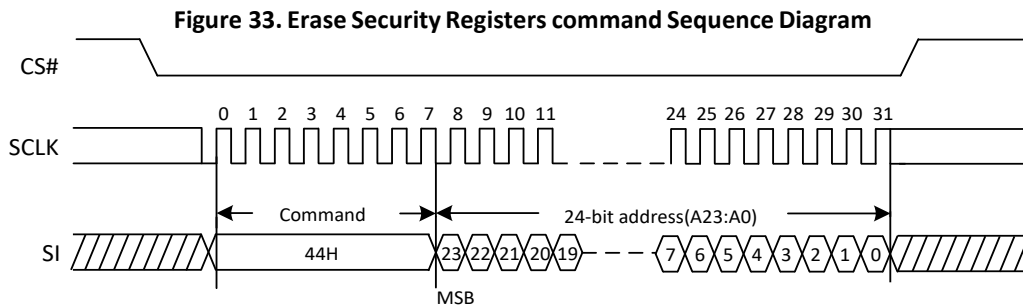 Figure 33. Erase Security Registers command Sequence Diagram
CS#
0 1 2 3 4 5 6 7 8 9 10 11 24 25 26 27 28 29 30 31
SCLK
Command 24-bit address(A23:A0)
SI 44H 23 22 21 20 19 7 6 5 4 3 2 1 0
MSB